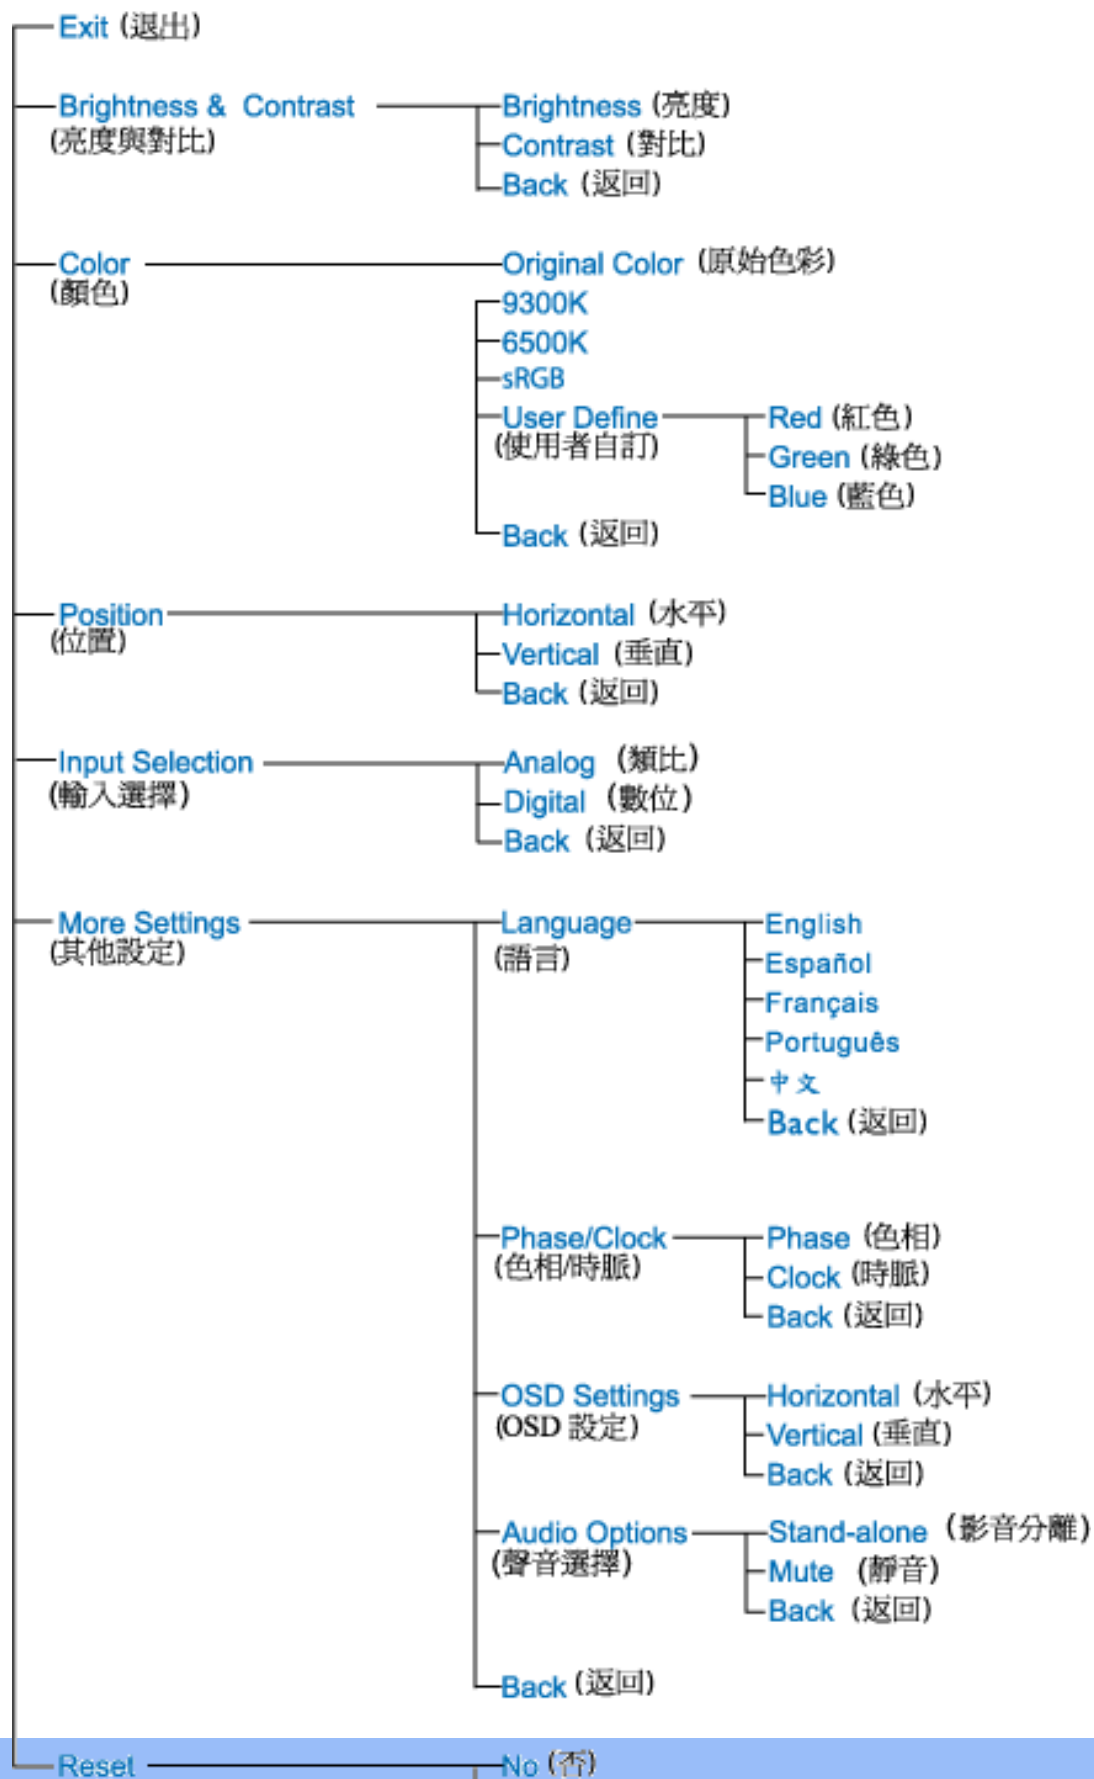 Exit (退出)
Brightness & Contrast
(亮度與對比)
Brightness (亮度)
Contrast (對比)
Back (返回)
Color
(顏色)
Original Color (原始色彩)
9300K
6500K
sRGB
User Define
(使用者自訂)
Red (紅色)
Green (綠色)
Blue (藍色)
Back (返回)
Position
(位置)
Horizontal (水平)
Vertical (垂直)
Back (返回)
Input Selection
(輸入選擇)
Analog (類比)
Digital (數位)
Back (返回)
More Settings
(其他設定)
Language
(語言)
English
Español
Français
Português
中文
Back (返回)
Phase/Clock
(色相/時脈)
Phase (色相)
Clock (時脈)
Back (返回)
OSD Settings
(OSD 設定)
Horizontal (水平)
Vertical (垂直)
Back (返回)
Audio Options
(聲音選擇)
Stand-alone (影音分離)
Mute (靜音)
Back (返回)
Back (返回)
Reset
No (否)